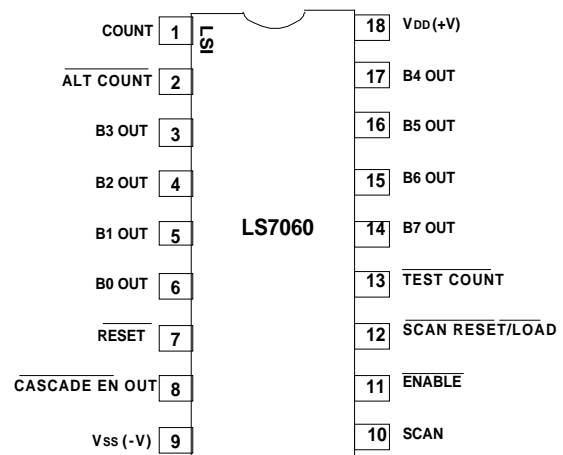 COUNT 1
ALT COUNT 2
B3 OUT 3
B2 OUT 4
B1 OUT 5
B0 OUT 6
RESET 7
CASCADE EN OUT 8
VSS (-V) 9
LSI
LS7060
18 VDD (+V)
17 B4 OUT
16 B5 OUT
15 B6 OUT
14 B7 OUT
13 TEST COUNT
12 SCAN RESET/LOAD
11 ENABLE
10 SCAN